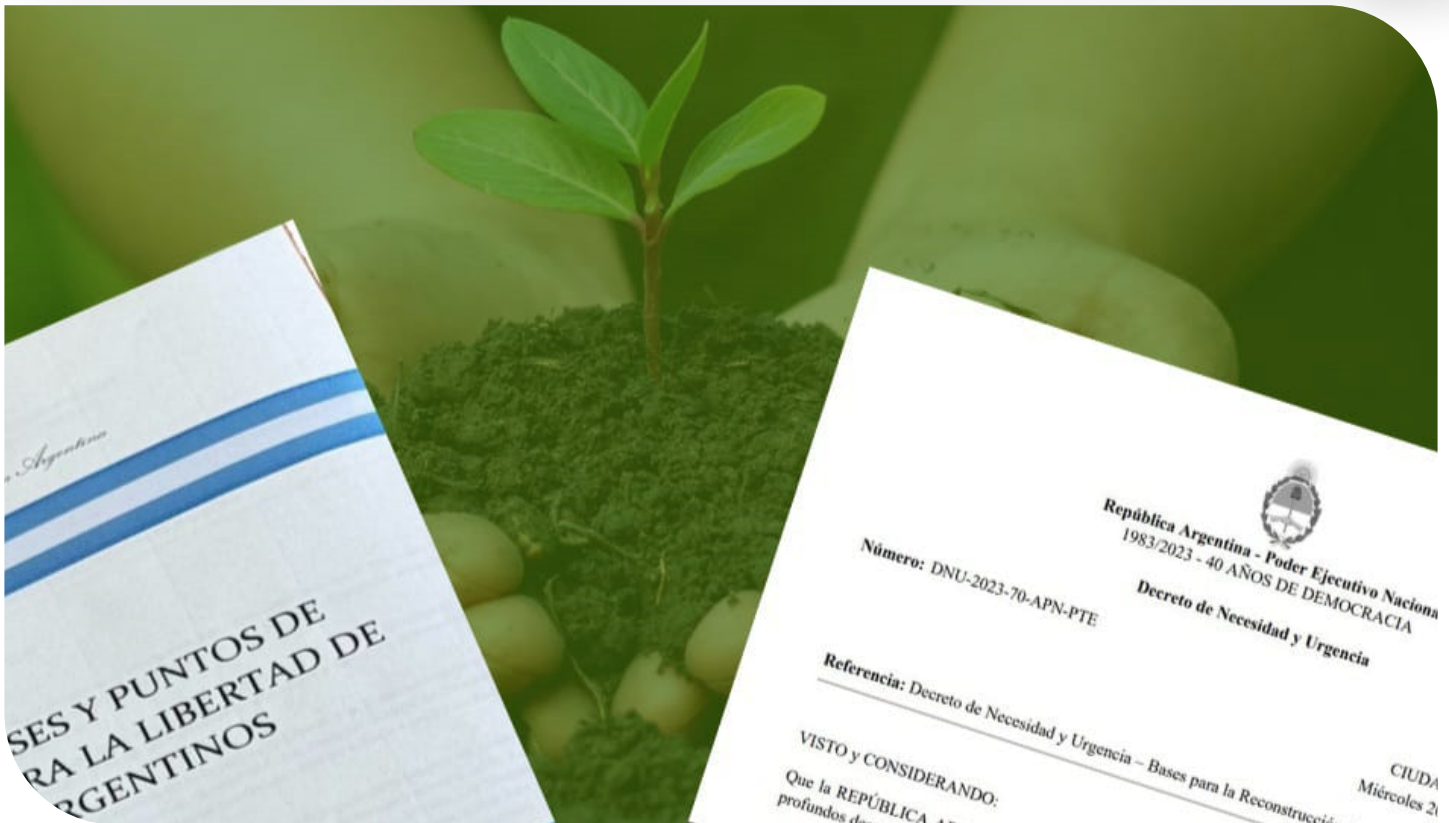 Argentina
SES Y PUNTOS DE
RA LA LIBERTAD DE
RGENTINOS
República Argentina - Poder Ejecutivo Naciona
1983/2023 - 40 AÑOS DE DEMOCRACIA
Decreto de Necesidad y Urgencia
Número: DNU-2023-70-APN-PTE
CIUDA
Miércoles 2
Referencia: Decreto de Necesidad y Urgencia – Bases para la Reconstrucció
VISTO y CONSIDERANDO:
Que la REPÚBLICA
profundos